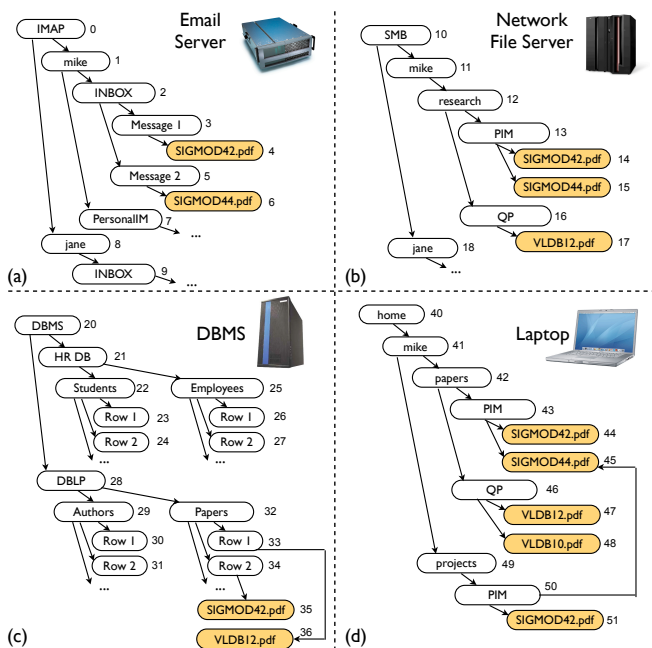 Email
Server
IMAP 0
mike 1
INBOX 2
Message 1 3
SIGMOD42.pdf 4
Message 2 5
SIGMOD44.pdf 6
PersonalIM 7
...
jane 8
INBOX 9
...
(a)
Network
File Server
SMB 10
mike 11
research 12
PIM 13
SIGMOD42.pdf 14
SIGMOD44.pdf 15
QP 16
VLDB12.pdf 17
jane 18
...
(b)
DBMS
DBMS 20
HR DB 21
Students 22 Employees 25
Row 1 23 Row 1 26
Row 2 24 Row 2 27
... ...
DBLP 28
Authors 29 Papers 32
Row 1 30 Row 1 33
Row 2 31 Row 2 34
... ...
SIGMOD42.pdf 35
VLDB12.pdf 36
(c)
Laptop
home 40
mike 41
papers 42
PIM 43
SIGMOD42.pdf 44
SIGMOD44.pdf 45
QP 46
VLDB12.pdf 47
VLDB10.pdf 48
projects 49
PIM 50
SIGMOD42.pdf 51
(d)